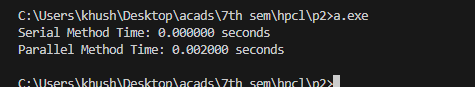 C:\Users\khush\Desktop\acads\7th sem\hpcl\p2>a.exe
Serial Method Time: 0.000000 seconds
Parallel Method Time: 0.002000 seconds
C:\Users\khush\Desktop\acads\7th sem\hpcl\p2>